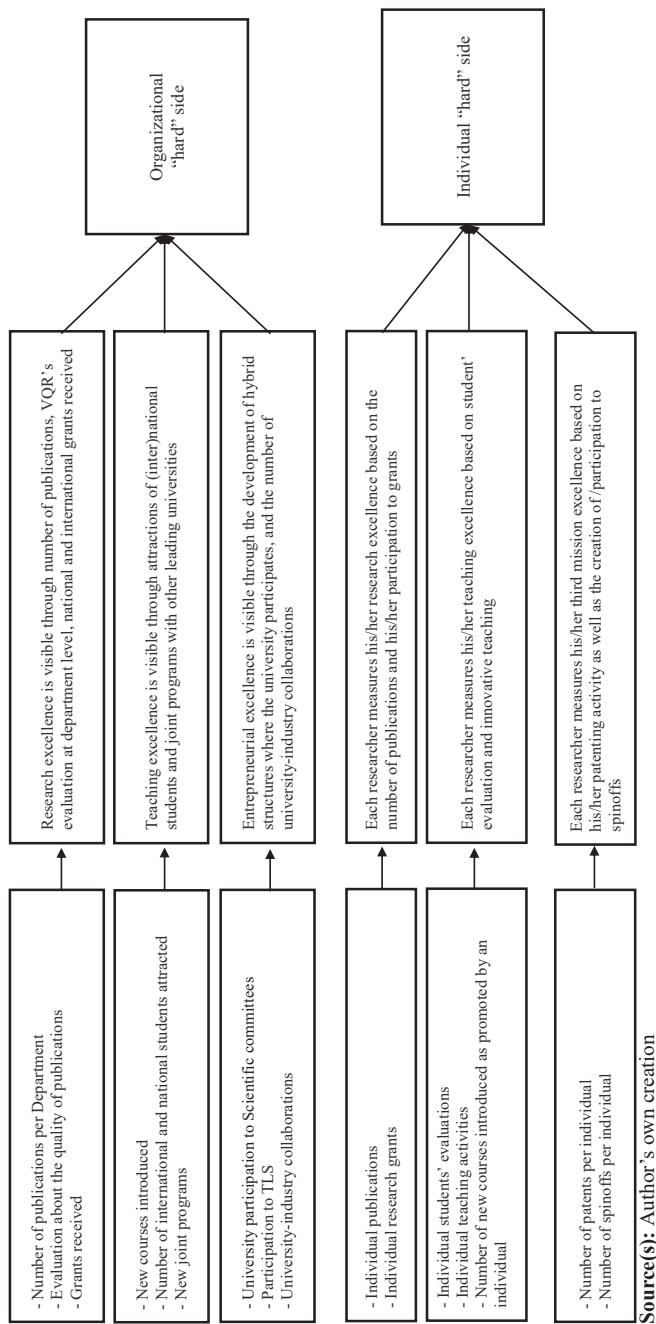 - Number of publications per Department
- Evaluation about the quality of publications
- Grants received
Research excellence is visible through number of publications, VQR's
evaluation at department level, national and international grants received
- New courses introduced
- Number of international and national students attracted
- New joint programs
Teaching excellence is visible through attractions of (inter)national
students and joint programs with other leading universities
- University participation to Scientific committees
- Participation to TLS
- University-industry collaborations
Entrepreneurial excellence is visible through the development of hybrid
structures where the university participates, and the number of
university-industry collaborations
Organizational
“hard” side
- Individual publications
- Individual research grants
Each researcher measures his/her research excellence based on the
number of publications and his/her participation to grants
- Individual students’ evaluations
- Individual teaching activities
- Number of new courses introduced as promoted by an
individual
Each researcher measures his/her teaching excellence based on student’
evaluation and innovative teaching
- Number of patents per individual
- Number of spinoffs per individual
Each researcher measures his/her third mission excellence based on
his/her patenting activity as well as the creation of /participation to
spinoffs
Individual “hard” side
Source(s): Author’s own creation